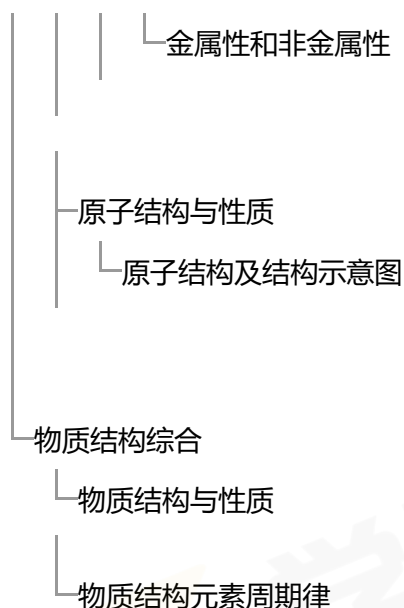 金属性和非金属性
原子结构与性质
原子结构及结构示意图
物质结构综合
物质结构与性质
物质结构元素周期律